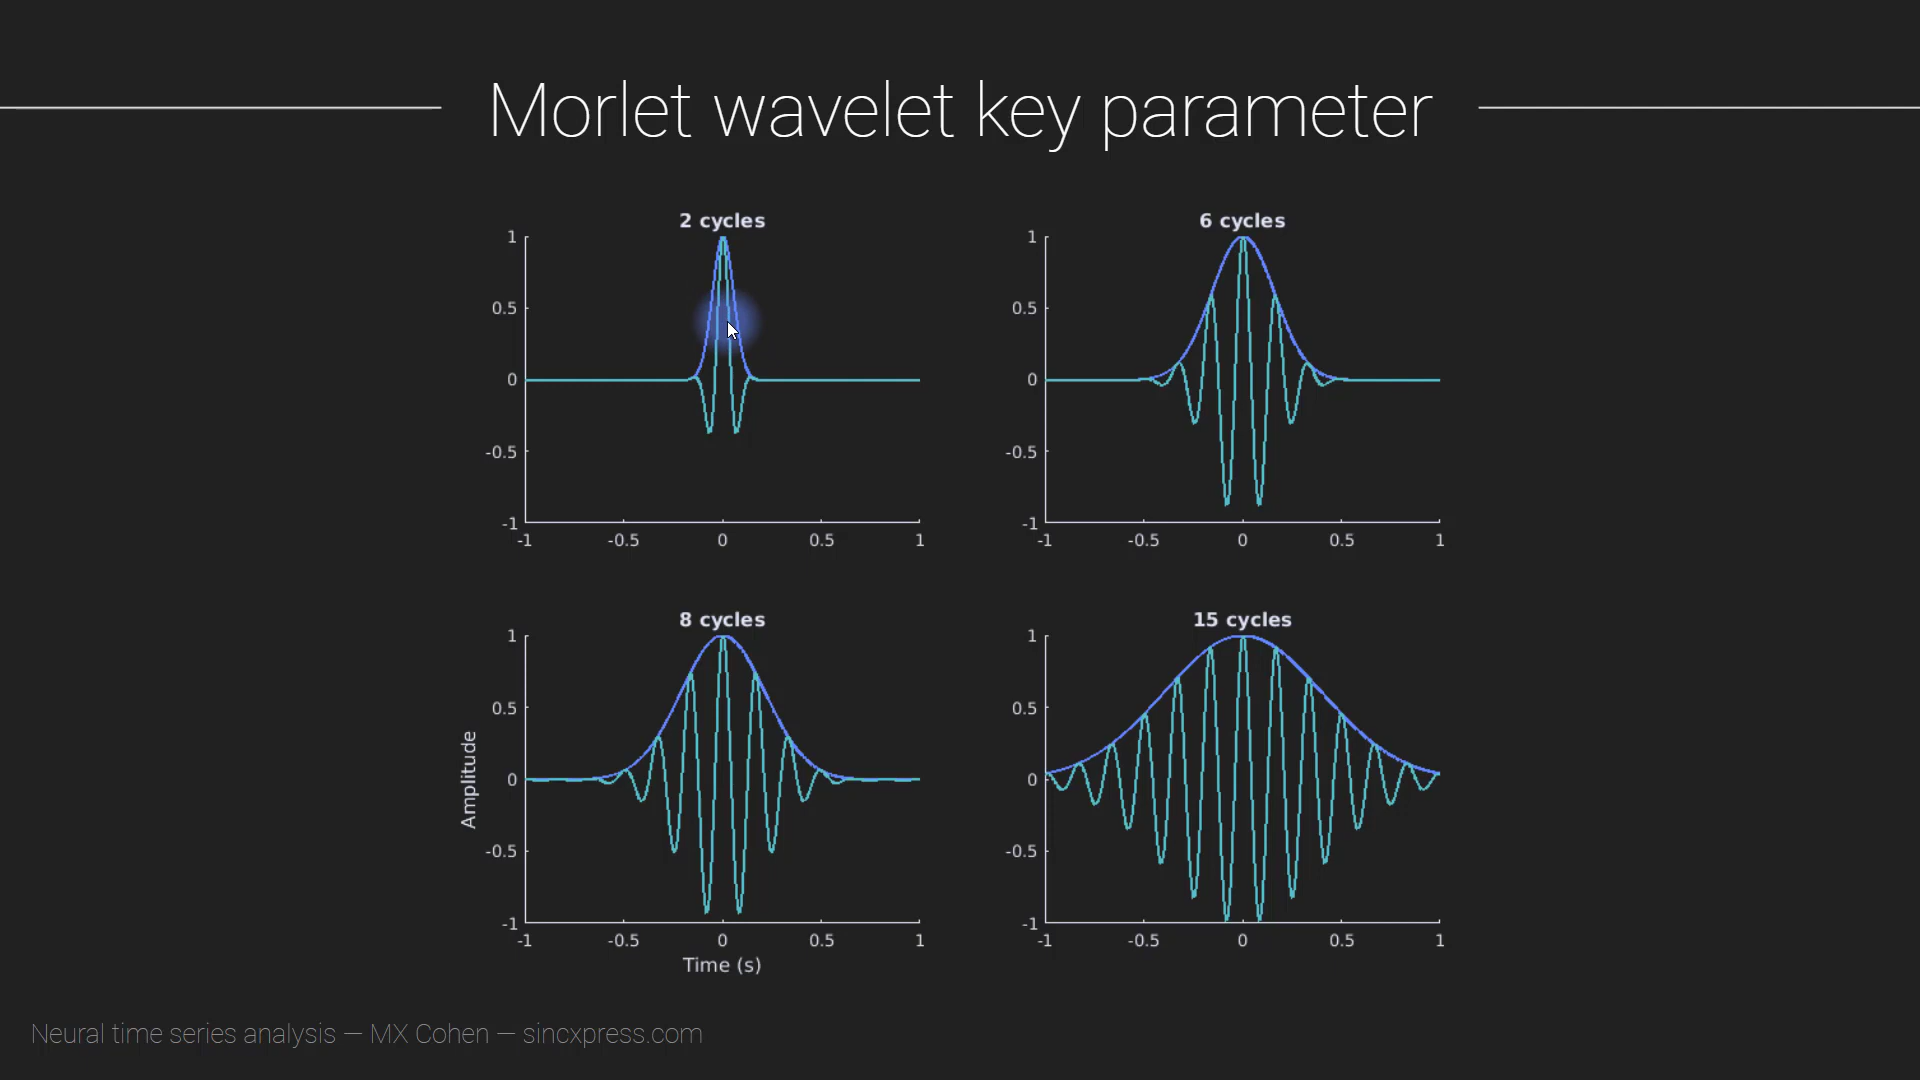 Morlet wavelet key parameter
2 cycles
1
0.5
0
-0.5
-1
-1 -0.5 0 0.5 1
6 cycles
1
0.5
0
-0.5
-1
-1 -0.5 0 0.5 1
8 cycles
1
0.5
0
-0.5
-1
-1 -0.5 0 0.5 1
Amplitude
Time (s)
15 cycles
1
0.5
0
-0.5
-1
-1 -0.5 0 0.5 1
Neural time series analysis — MX Cohen — sincxpress.com